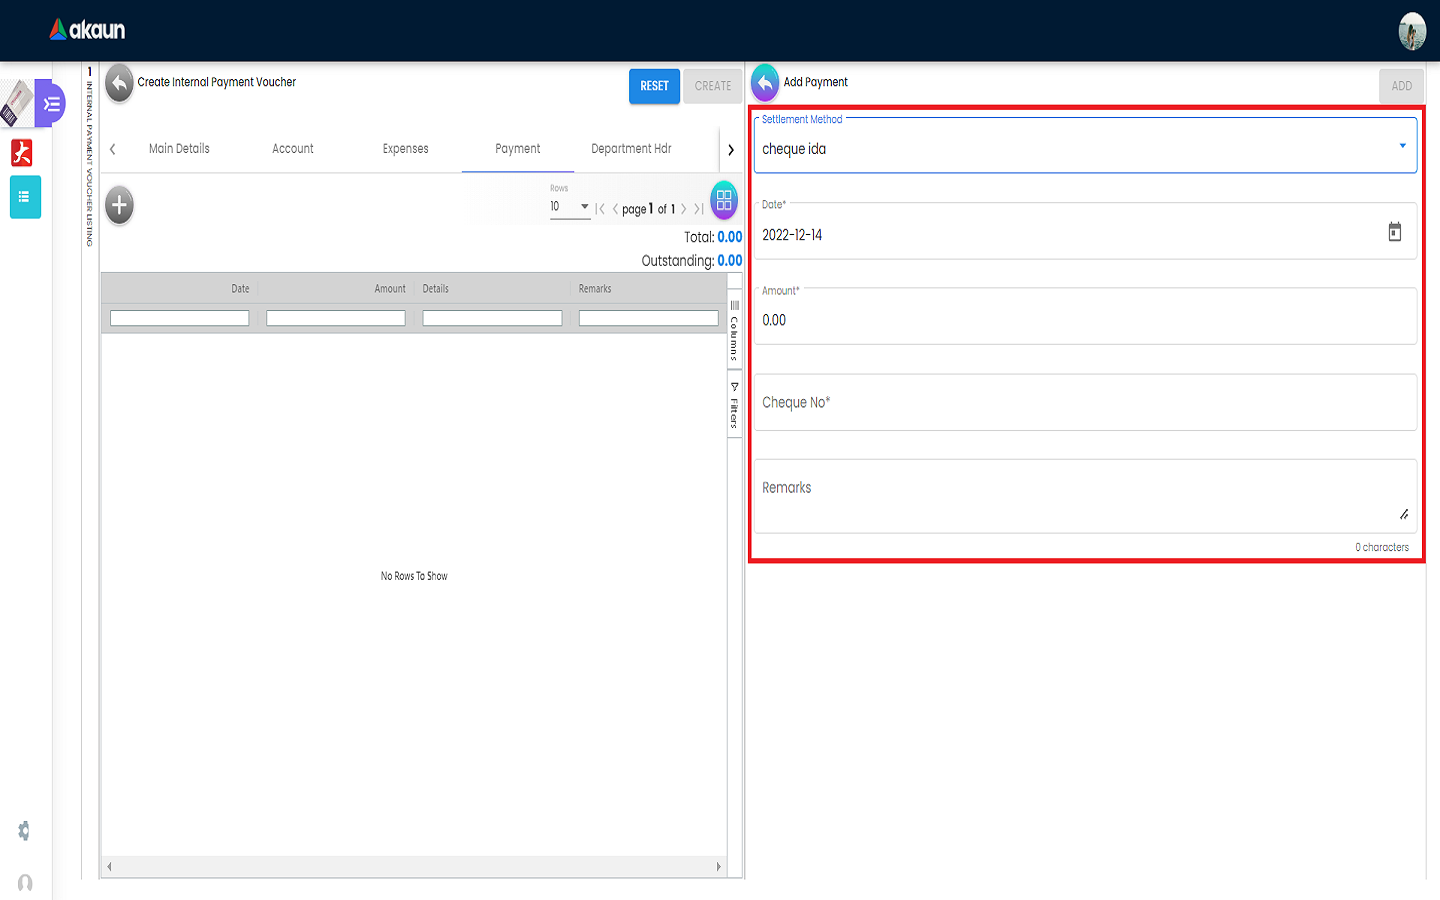 akaun
1 INTERNAL PAYMENT VOUCHER LISTING
Create Internal Payment Voucher
RESET
CREATE
Main Details
Account
Expenses
Payment
Department Hdr
Rows
10
page 1 of 1
Total: 0.00
Outstanding: 0.00
Date
Amount
Details
Remarks
Columns
Filters
No Rows To Show
Add Payment
ADD
Settlement Method
cheque ida
Date*
2022-12-14
Amount*
0.00
Cheque No*
Remarks
0 characters